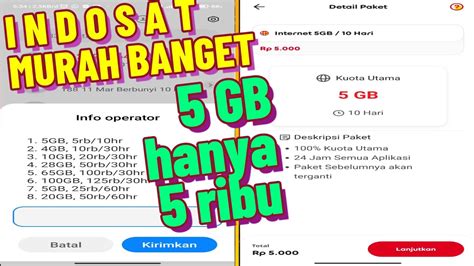 INDOSAT
MURAH BANGET
5 GB
hanya
5 ribu
Info operator
1. 5GB, 5rb/10hr
2. 4GB, 10rb/30hr
3. 10GB, 20rb/30hr
4. 18GB, 30rb/30hr
5. 65GB, 100rb/30hr
6. 100GB, 125rb/30hr
7. 5GB, 25rb/60hr
8. 20GB, 50rb/60hr
Batal
Kirimkan
Detail Paket
Internet 5GB / 10 Hari
Rp 5.000
Kuota Utama
5 GB
10 Hari
Deskripsi Paket
100% Kuota Utama
24 Jam Semua Aplikasi
Paket Sebelumnya akan
terganti
Total
Rp 5.000
Lanjutkan